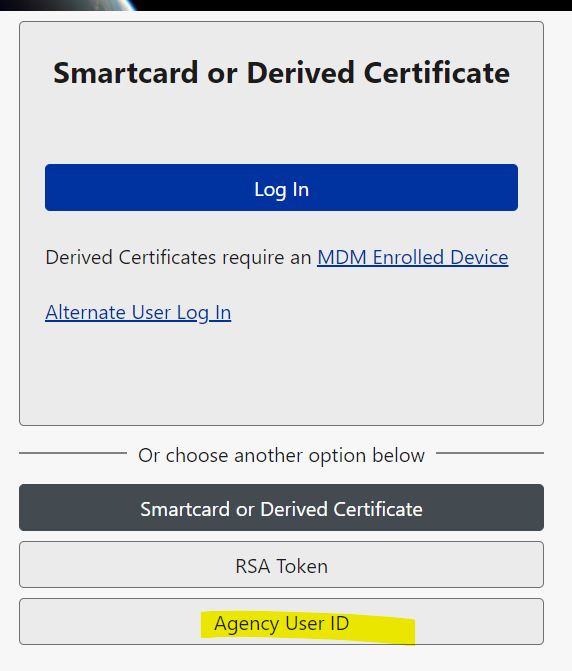 Smartcard or Derived Certificate
Log In
Derived Certificates require an MDM Enrolled Device
Alternate User Log In
Or choose another option below
Smartcard or Derived Certificate
RSA Token
Agency User ID